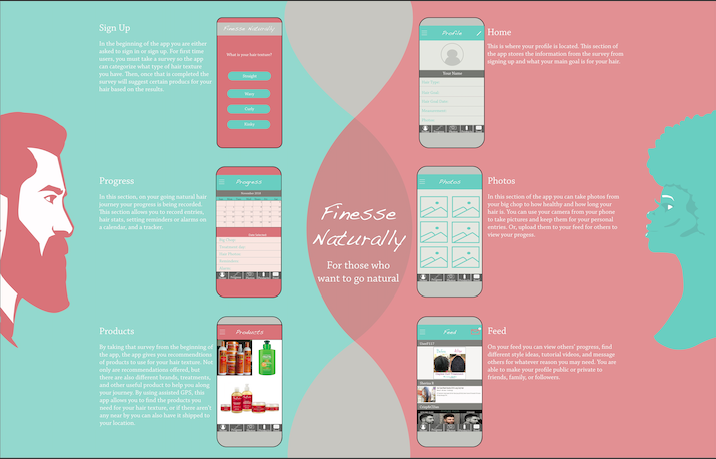 Sign Up
In the beginning of the app you are either
asked to sign in or sign up. For first time
users, you must take a survey so the app
can categories what type of hair texture
you have. Then, once that is completed the
survey will suggest certain produce for your
hair based on the results.
Finesse Naturally
What is your hair texture?
Straight
Wavy
Curly
Kinky
Profile
Your Name
Home
This is where your profile is located. This section of
the app stores the information from the survey from
signing up and what your main goal is for your hair.
Progress
In this section, on your going natural hair
journey your progress is being recorded.
This section allows you to record entries,
hair stats, setting reminders or alarms on
a calendar, and a tracker.
Progress
November 2018
Finesse
Naturally
For those who
want to go natural
Photos
Photos
In this section of the app you can take photos from
your big chop to how healthy and how long your
hair is. You can use your camera from your phone
to take pictures and keep them for your personal
entries. Or, upload them to your feed for others to
view your progess.
Products
By taking that survey from the beginning of
the app, the app gives you recommenditions
of products to use for your hair texture. Not
only are recommendations offered, but
there are also different brands, treatments,
and other useful product to help you along
your journey. By using assisted GPS, this
app allows you to find the products you
need for your hair texture, or if there aren't
any near by you can also have it shipped to
your location.
Products
Feed
Feed
On your feed you can view others' progress, find
different style ideas, tutorial videos, and message
others for whatever reason you may need. You are
able to make your profile public or private to
friends, family, or followers.